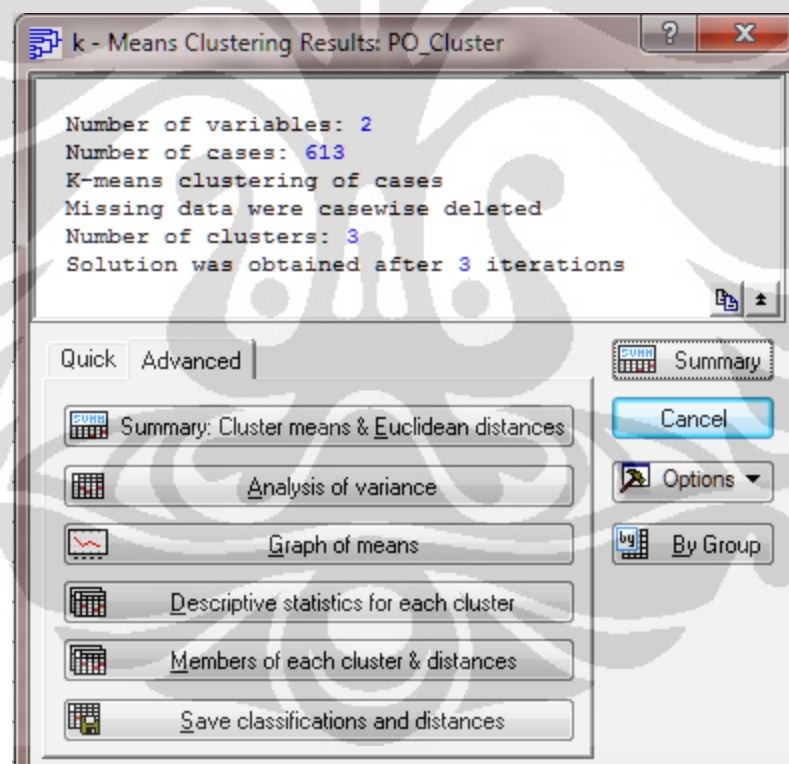 k - Means Clustering Results: PO_Cluster
?
X
Number of variables: 2
Number of cases: 613
K-means clustering of cases
Missing data were casewise deleted
Number of clusters: 3
Solution was obtained after 3 iterations
Quick
Advanced
SUMM Summary
SUMM Summary: Cluster means & Euclidean distances
Cancel
Analysis of variance
Options
Graph of means
by By Group
Descriptive statistics for each cluster
Members of each cluster & distances
Save classifications and distances